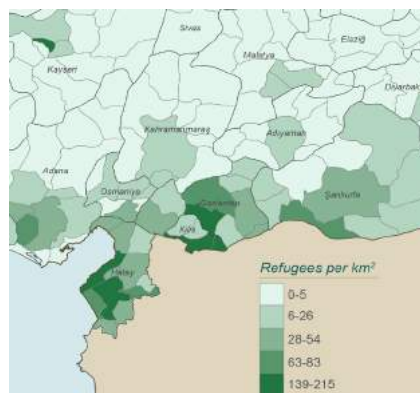 Sivas
Elazığ
Malatya
Kayseri
Diyarbak
Kahramanmaraş
Adıyaman
Adana
Osmaniye
Gaziantep
Şanlıurfa
Kilis
Hatay
Refugees per km²
0-5
6-26
28-54
63-83
139-215